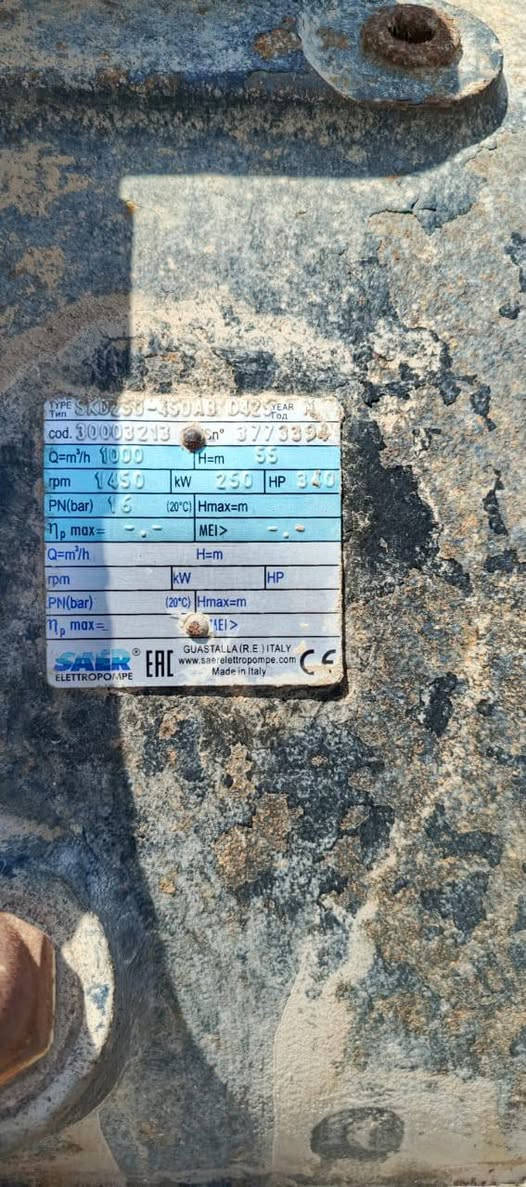 TYPE Тип SKD250-450AB D42 YEAR Год
cod. 30003213 sn° 3773394
Q=m³/h 1000 H=m 55
rpm 1450 kW 250 HP 340
PN(bar) 16 (20°C) Hmax=m
ηp max= -.- MEI> -.-
Q=m³/h H=m
rpm kW HP
PN(bar) (20°C) Hmax=m
ηp max= MEI>
SAER® EAC GUASTALLA (R.E.) ITALY CE
ELETTROPOMPE www.saerelettropompe.com
Made in Italy